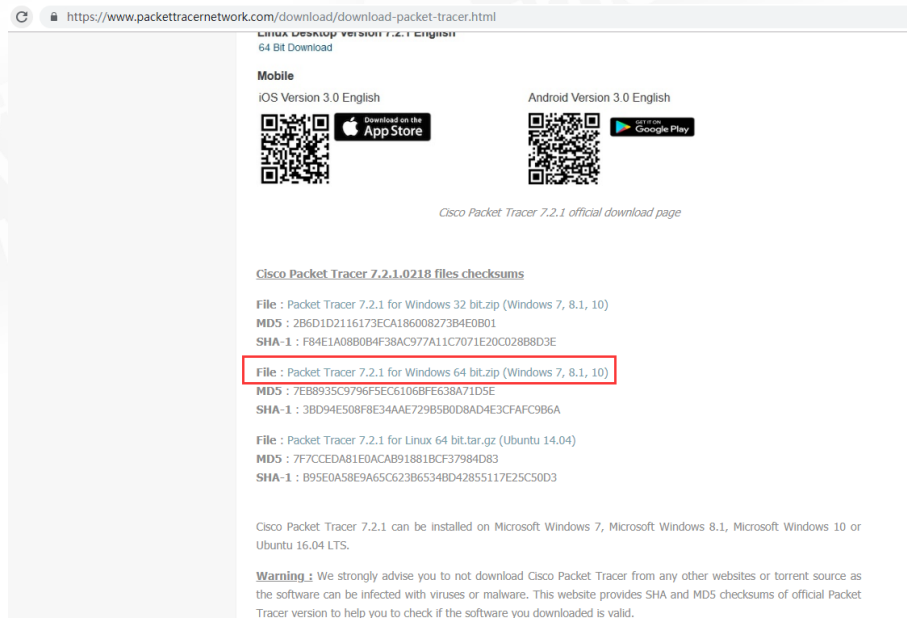 https://www.packettracernetwork.com/download/download-packet-tracer.html
Linux Desktop Version 7.2.1 English
64 Bit Download
Mobile
iOS Version 3.0 English
Android Version 3.0 English
Download on the
App Store
GET IT ON
Google Play
Cisco Packet Tracer 7.2.1 official download page
Cisco Packet Tracer 7.2.1.0218 files checksums
File : Packet Tracer 7.2.1 for Windows 32 bit.zip (Windows 7, 8.1, 10)
MD5 : 2B6D1D2116173ECA186008273B4E0B01
SHA-1 : F84E1A08B0B4F38AC977A11C7071E20C028B8D3E
File : Packet Tracer 7.2.1 for Windows 64 bit.zip (Windows 7, 8.1, 10)
MD5 : 7EB8935C9796F5EC6106BFE638A71D5E
SHA-1 : 3BD94E508F8E34AAE729B5B0D8AD4E3CFAFC9B6A
File : Packet Tracer 7.2.1 for Linux 64 bit.tar.gz (Ubuntu 14.04)
MD5 : 7F7CCEDA81E0ACAB91881BCF37984D83
SHA-1 : B95E0A58E9A65C623B6534BD42855117E25C50D3
Cisco Packet Tracer 7.2.1 can be installed on Microsoft Windows 7, Microsoft Windows 8.1, Microsoft Windows 10 or
Ubuntu 16.04 LTS.
Warning : We strongly advise you to not download Cisco Packet Tracer from any other websites or torrent source as
the software can be infected with viruses or malware. This website provides SHA and MD5 checksums of official Packet
Tracer version to help you to check if the software you downloaded is valid.